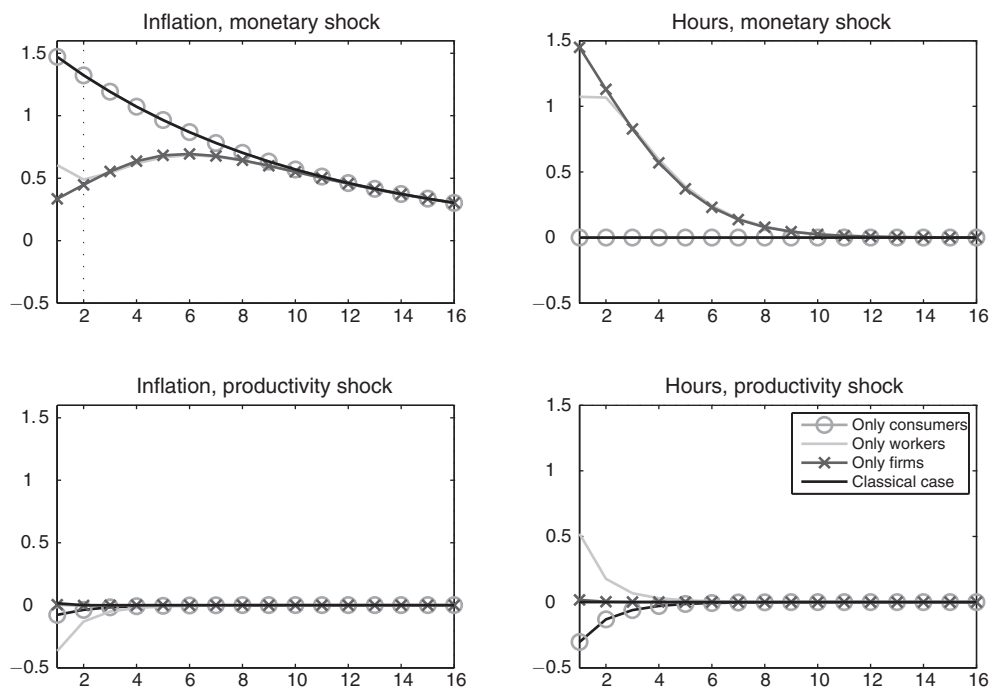 Inflation, monetary shock
1.5
1
0.5
0
−0.5
2 4 6 8 10 12 14 16
Hours, monetary shock
1.5
1
0.5
0
−0.5
2 4 6 8 10 12 14 16
Inflation, productivity shock
1.5
1
0.5
0
−0.5
2 4 6 8 10 12 14 16
Hours, productivity shock
1.5
1
0.5
0
−0.5
2 4 6 8 10 12 14 16
Only consumers
Only workers
Only firms
Classical case